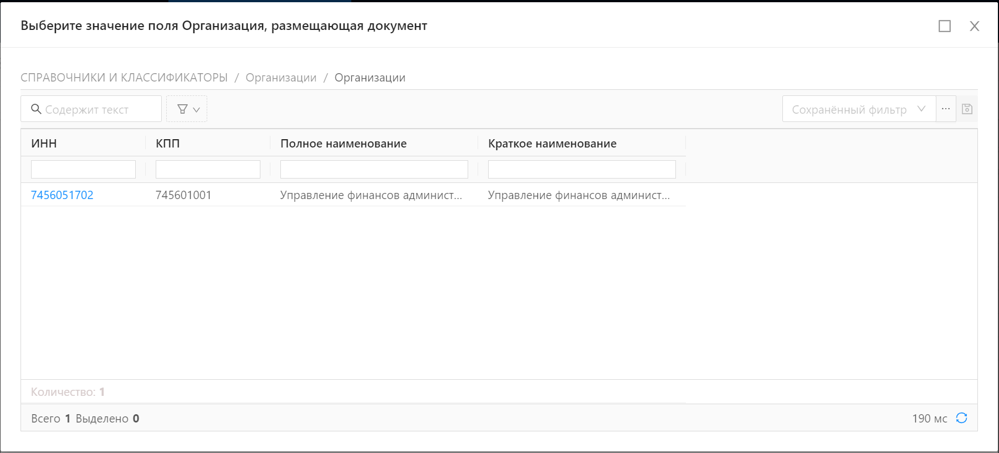 Выберите значение поля Организация, размещающая документ
СПРАВОЧНИКИ И КЛАССИФИКАТОРЫ / Организации / Организации
Содержит текст
Сохранённый фильтр ...
ИНН КПП Полное наименование Краткое наименование
7456051702 745601001 Управление финансов админист... Управление финансов админист...
Количество: 1
Всего 1 Выделено 0
190 мс